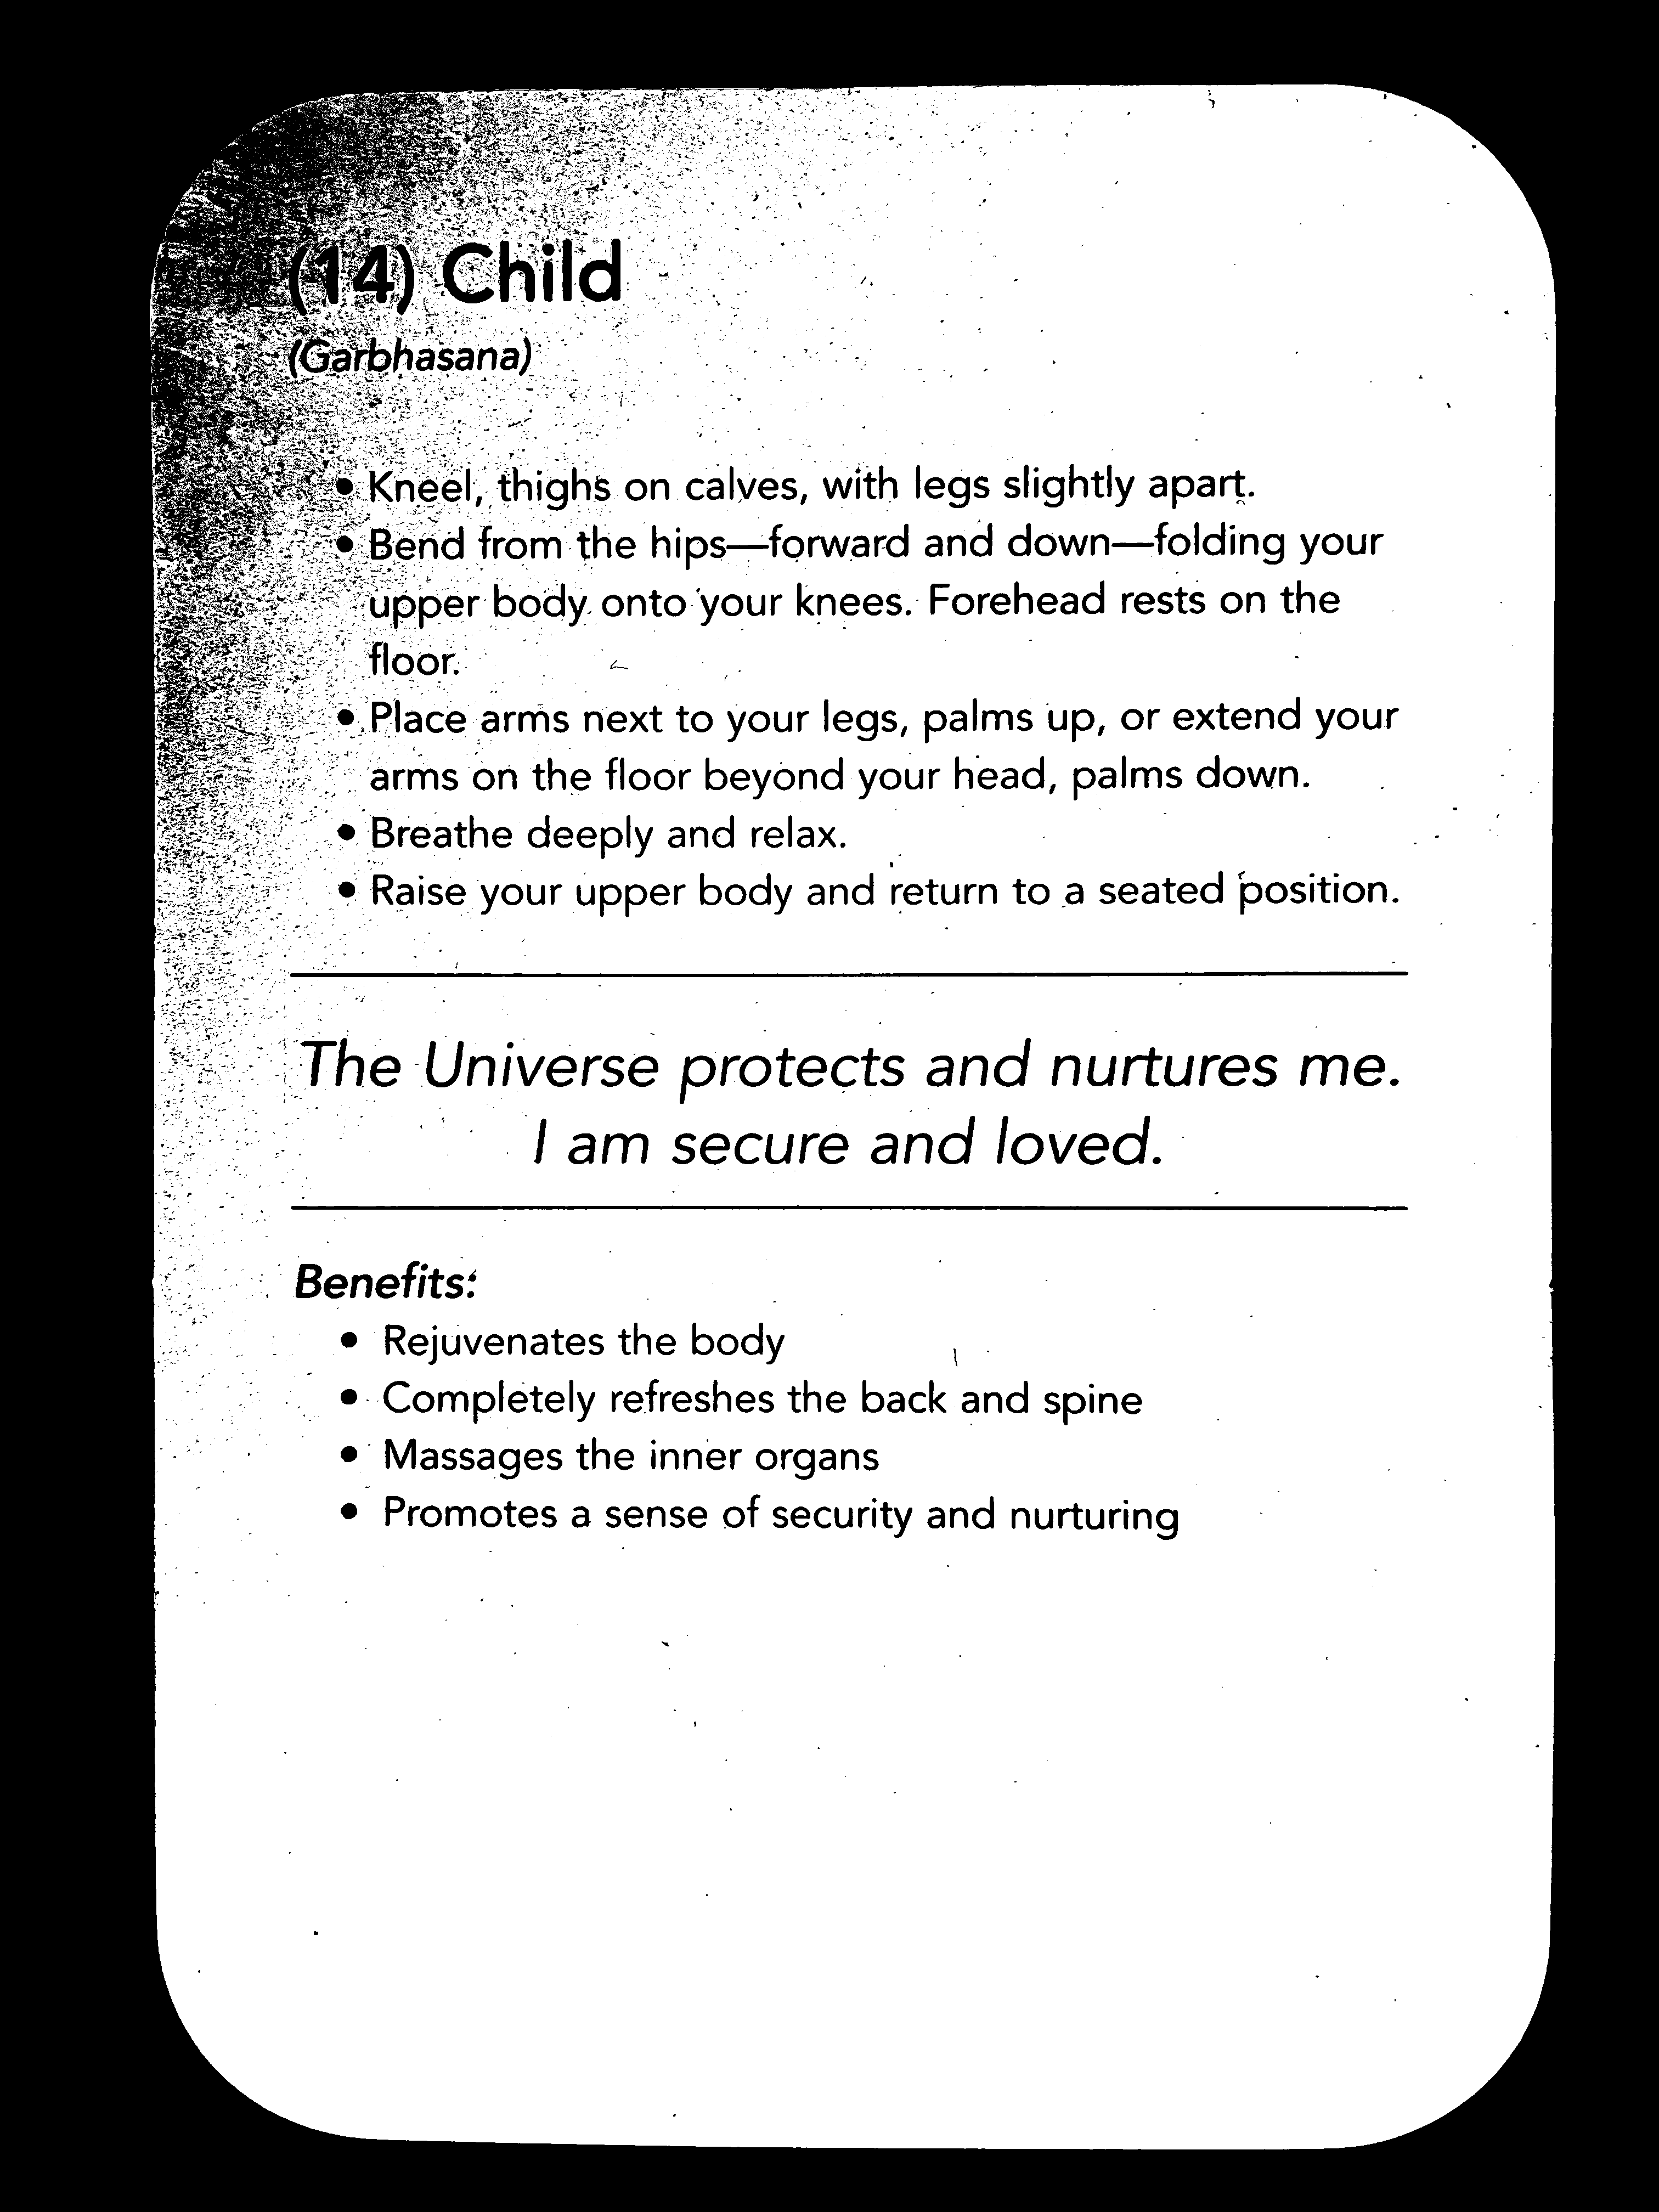 (14) Child
(Garbhasana)
• Kneel, thighs on calves, with legs slightly apart.
• Bend from the hips—forward and down—folding your
upper body onto your knees. Forehead rests on the
floor.
• Place arms next to your legs, palms up, or extend your
arms on the floor beyond your head, palms down.
• Breathe deeply and relax.
• Raise your upper body and return to a seated position.
The Universe protects and nurtures me.
I am secure and loved.
Benefits:
• Rejuvenates the body
• Completely refreshes the back and spine
• Massages the inner organs
• Promotes a sense of security and nurturing